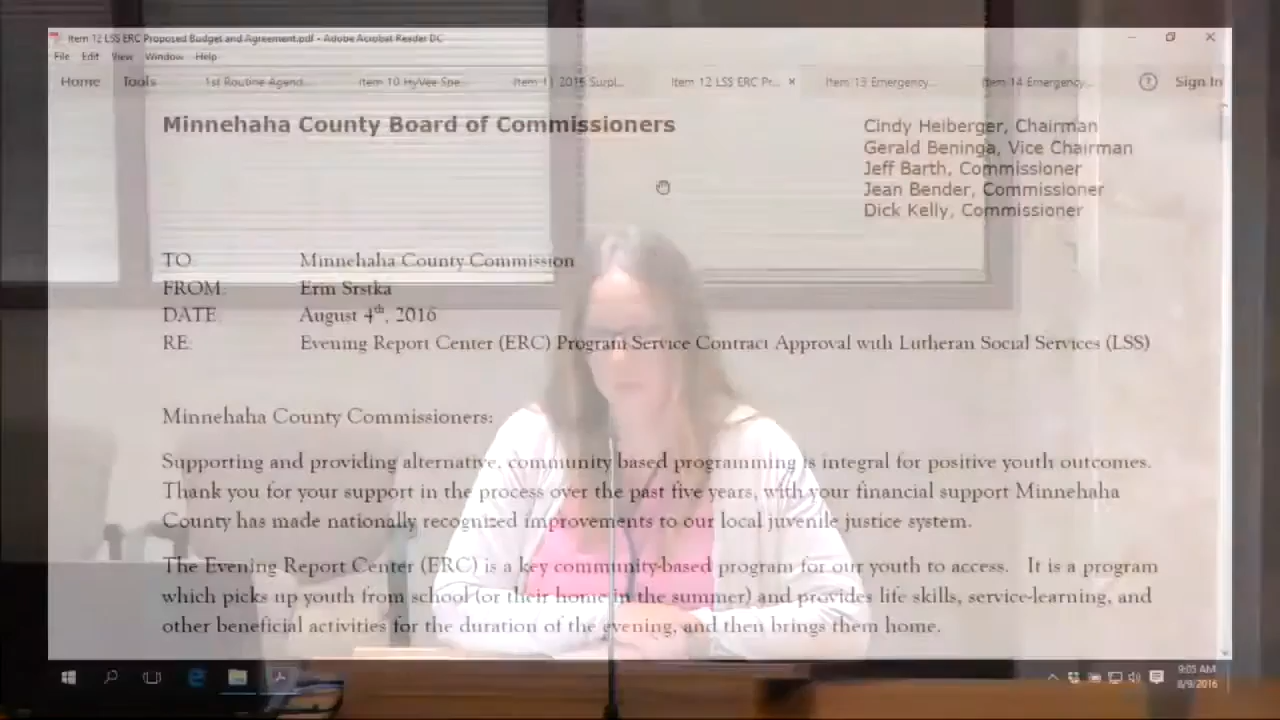 Item 12 LSS ERC Proposed Budget and Agreement.pdf - Adobe Acrobat Reader DC
File Edit View Window Help
Home Tools 1st Routine Agend... Item 10 HyVee Spe... Item 11 2016 Surpl... Item 12 LSS ERC Pr... × Item 13 Emergency... Item 14 Emergency... ? Sign In
Minnehaha County Board of Commissioners
Cindy Heiberger, Chairman
Gerald Beninga, Vice Chairman
Jeff Barth, Commissioner
Jean Bender, Commissioner
Dick Kelly, Commissioner
TO: Minnehaha County Commission
FROM: Erin Srstka
DATE: August 4th, 2016
RE: Evening Report Center (ERC) Program Service Contract Approval with Lutheran Social Services (LSS)
Minnehaha County Commissioners:
Supporting and providing alternative, community based programming is integral for positive youth outcomes.
Thank you for your support in the process over the past five years, with your financial support Minnehaha
County has made nationally recognized improvements to our local juvenile justice system.
The Evening Report Center (ERC) is a key community-based program for our youth to access. It is a program
which picks up youth from school (or their home in the summer) and provides life skills, service-learning, and
other beneficial activities for the duration of the evening, and then brings them home.
9:05 AM
8/9/2016